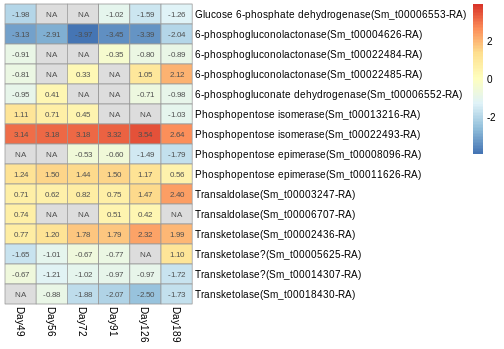 -1.98 NA NA -1.02 -1.59 -1.26 Glucose 6-phosphate dehydrogenase(Sm_t00006553-RA)
-3.13 -2.91 -3.97 -3.45 -3.39 -2.04 6-phosphogluconolactonase(Sm_t00004626-RA)
-0.91 NA NA -0.35 -0.80 -0.89 6-phosphogluconolactonase(Sm_t00022484-RA)
-0.81 NA 0.33 NA 1.05 2.12 6-phosphogluconolactonase(Sm_t00022485-RA)
-0.95 0.41 NA NA -0.71 -0.98 6-phosphogluconate dehydrogenase(Sm_t00006552-RA)
1.11 0.71 0.45 NA NA -1.03 Phosphopentose isomerase(Sm_t00013216-RA)
3.14 3.18 3.18 3.32 3.54 2.64 Phosphopentose isomerase(Sm_t00022493-RA)
NA NA -0.53 -0.60 -1.49 -1.79 Phosphopentose epimerase(Sm_t00008096-RA)
1.24 1.50 1.44 1.50 1.17 0.56 Phosphopentose epimerase(Sm_t00011626-RA)
0.71 0.62 0.82 0.75 1.47 2.40 Transaldolase(Sm_t00003247-RA)
0.74 NA NA 0.51 0.42 NA Transaldolase(Sm_t00006707-RA)
0.77 1.20 1.78 1.79 2.32 1.99 Transketolase(Sm_t00002436-RA)
-1.65 -1.01 -0.67 -0.77 NA 1.10 Transketolase?(Sm_t00005625-RA)
-0.67 -1.21 -1.02 -0.97 -0.97 -1.72 Transketolase?(Sm_t00014307-RA)
NA -0.88 -1.88 -2.07 -2.50 -1.73 Transketolase(Sm_t00018430-RA)
Day49 Day56 Day72 Day91 Day126 Day189
2
0
-2